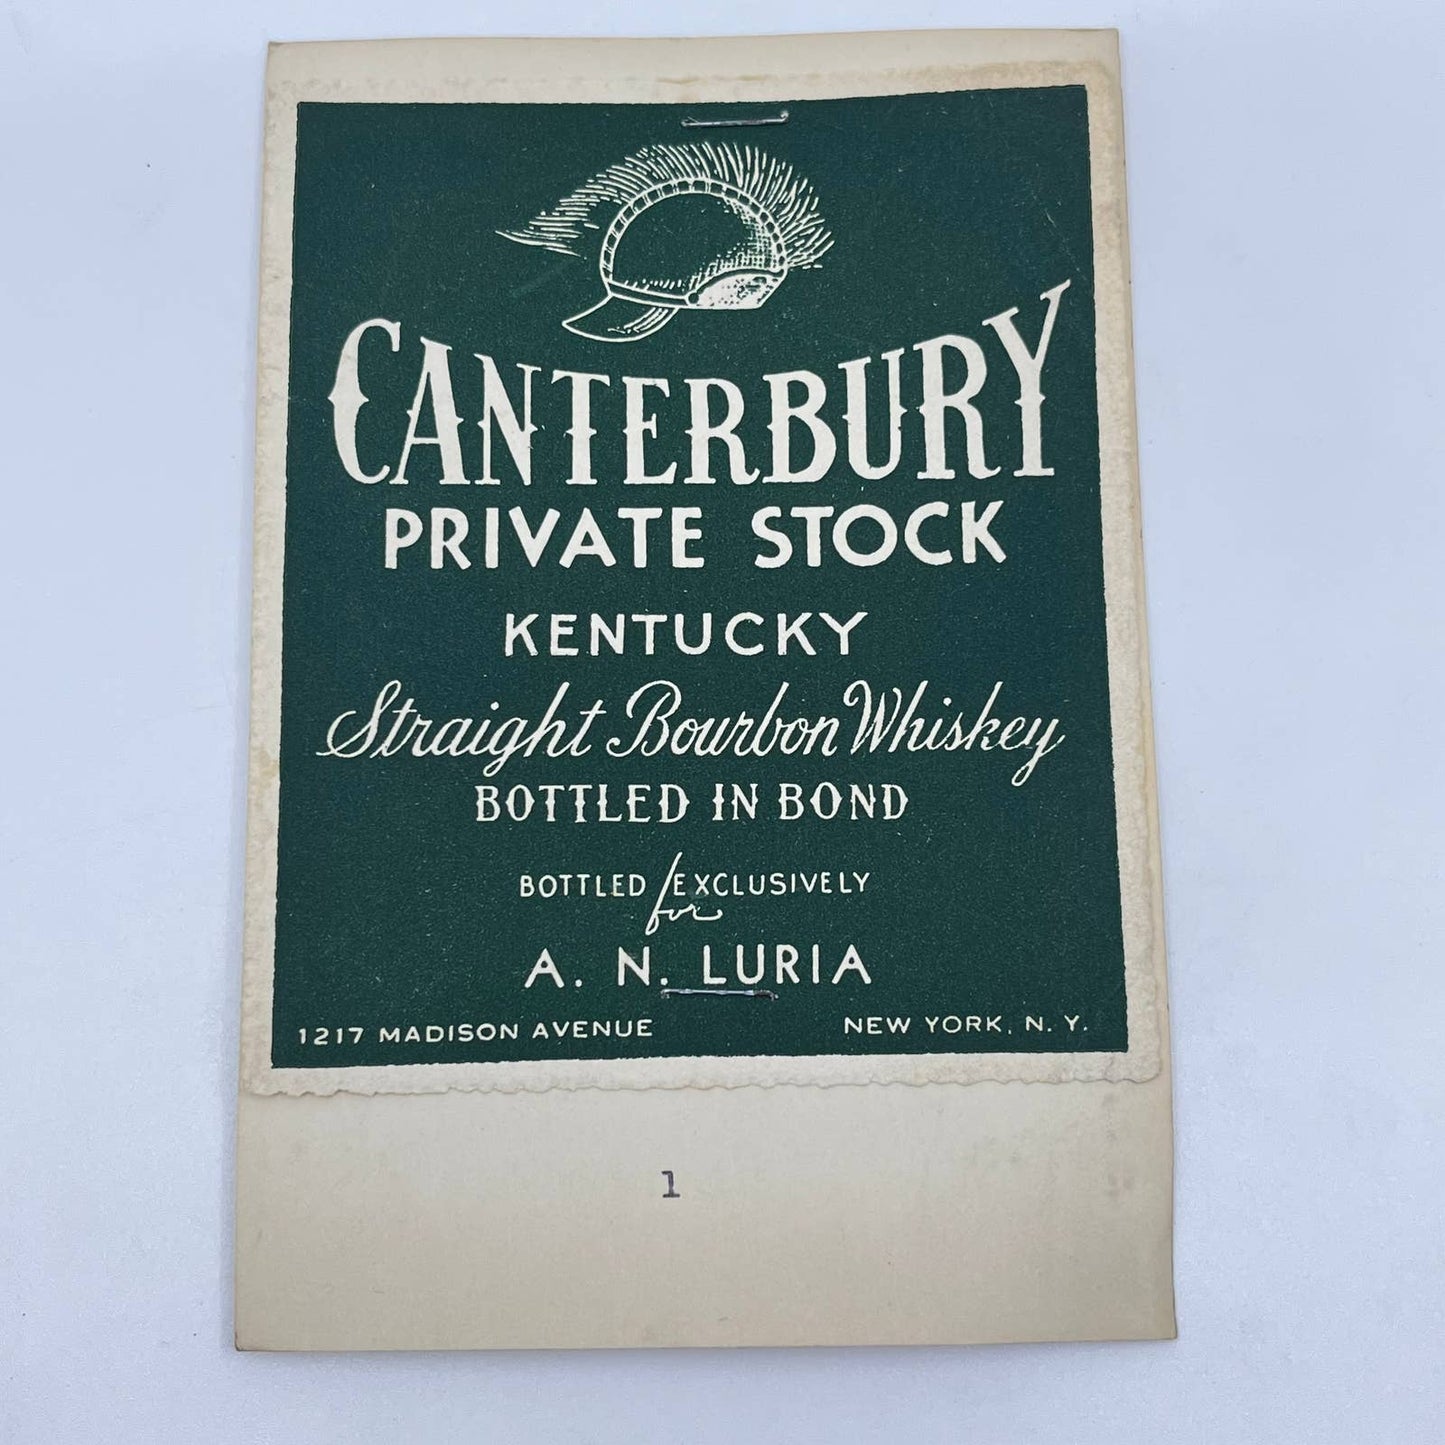 CANTERBURY
PRIVATE STOCK
KENTUCKY
Straight Bourbon Whiskey
BOTTLED IN BOND
BOTTLED EXCLUSIVELY
for
A. N. LURIA
1217 MADISON AVENUE NEW YORK, N. Y.
1